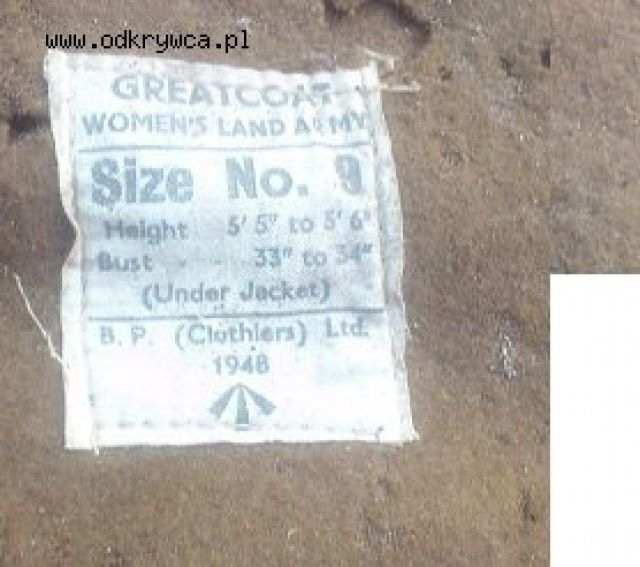 www.odkrywca.pl
GREATCOAT
WOMEN'S LAND ARMY
Size No. 9
Height 5' 5" to 5' 6"
Bust - - 33" to 34"
(Under Jacket)
B. P. (Clothiers) Ltd.
1948